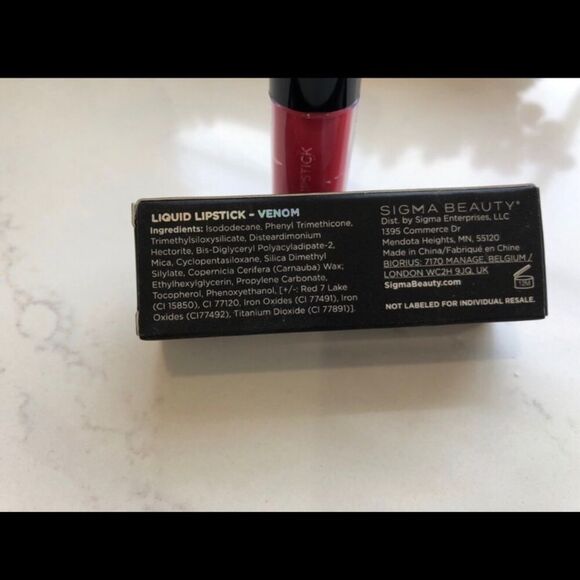 LIPSTICK
LIQUID LIPSTICK - VENOM
Ingredients: Isododecane, Phenyl Trimethicone,
Trimethylsiloxysilicate, Disteardimonium
Hectorite, Bis-Diglyceryl Polyacyladipate-2,
Mica, Cyclopentasiloxane, Silica Dimethyl
Silylate, Copernicia Cerifera (Carnauba) Wax;
Ethylhexylglycerin, Propylene Carbonate,
Tocopherol, Phenoxyethanol, [+/-: Red 7 Lake
(CI 15850), CI 77120, Iron Oxides (CI 77491), Iron
Oxides (CI77492), Titanium Dioxide (CI 77891)].
SIGMA BEAUTY®
Dist. by Sigma Enterprises, LLC
1395 Commerce Dr
Mendota Heights, MN, 55120
Made in China/Fabriqué en Chine
BIORIUS: 7170 MANAGE, BELGIUM /
LONDON WC2H 9JQ, UK
SigmaBeauty.com
12M
NOT LABELED FOR INDIVIDUAL RESALE.